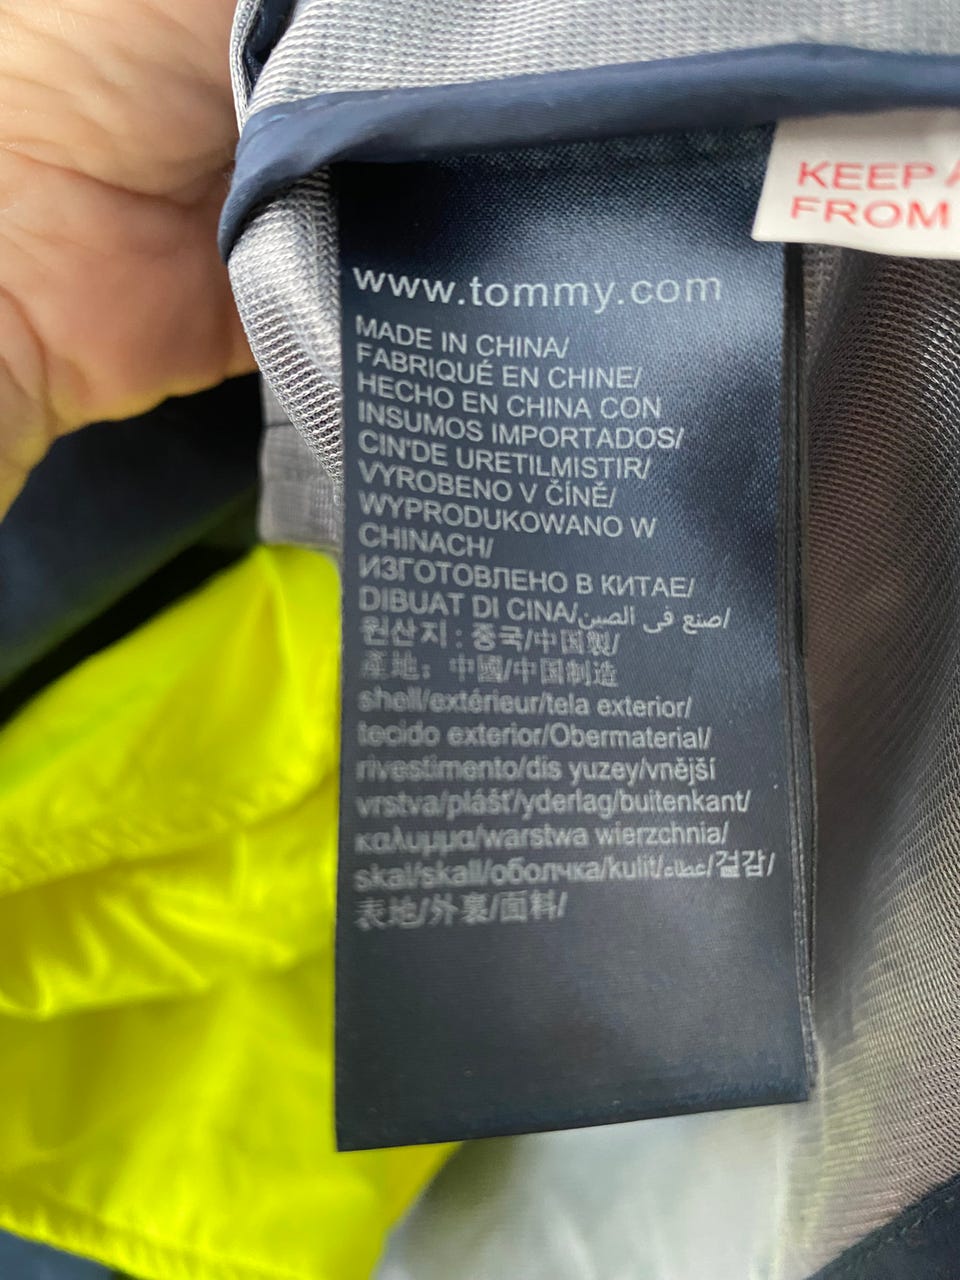 KEEP
FROM
www.tommy.com
MADE IN CHINA/
FABRIQUÉ EN CHINE/
HECHO EN CHINA CON
INSUMOS IMPORTADOS/
CIN'DE URETILMISTIR/
VYROBENO V ČÍNĚ/
WYPRODUKOWANO W
CHINACH/
ИЗГОТОВЛЕНО В КИТАЕ/
DIBUAT DI CINA/صنع في الصين/
원산지 : 중국/中国製/
產地: 中國/中国制造
shell/extérieur/tela exterior/
tecido exterior/Obermaterial/
rivestimento/dis yuzey/vnější
vrstva/plášť/yderlag/buitenkant/
καλυμμα/warstwa wierzchnia/
skal/skall/оболчка/kulit/غطاء/겉감/
表地/外裏/面料/